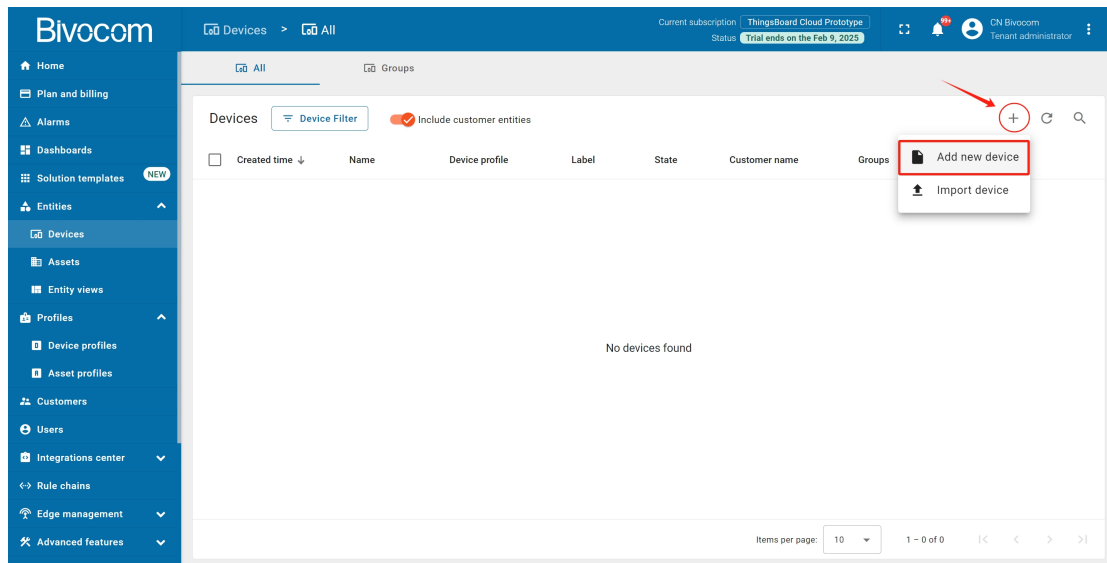 Bivocom
Devices > All
Current subscription ThingsBoard Cloud Prototype
Status Trial ends on the Feb 9, 2025
99+
CN Bivocom
Tenant administrator
Home
Plan and billing
Alarms
Dashboards
Solution templates NEW
Entities
Devices
Assets
Entity views
Profiles
Device profiles
Asset profiles
Customers
Users
Integrations center
Rule chains
Edge management
Advanced features
All
Groups
Devices
Device Filter
Include customer entities
Created time Name Device profile Label State Customer name Groups
Add new device
Import device
No devices found
Items per page: 10 1 – 0 of 0